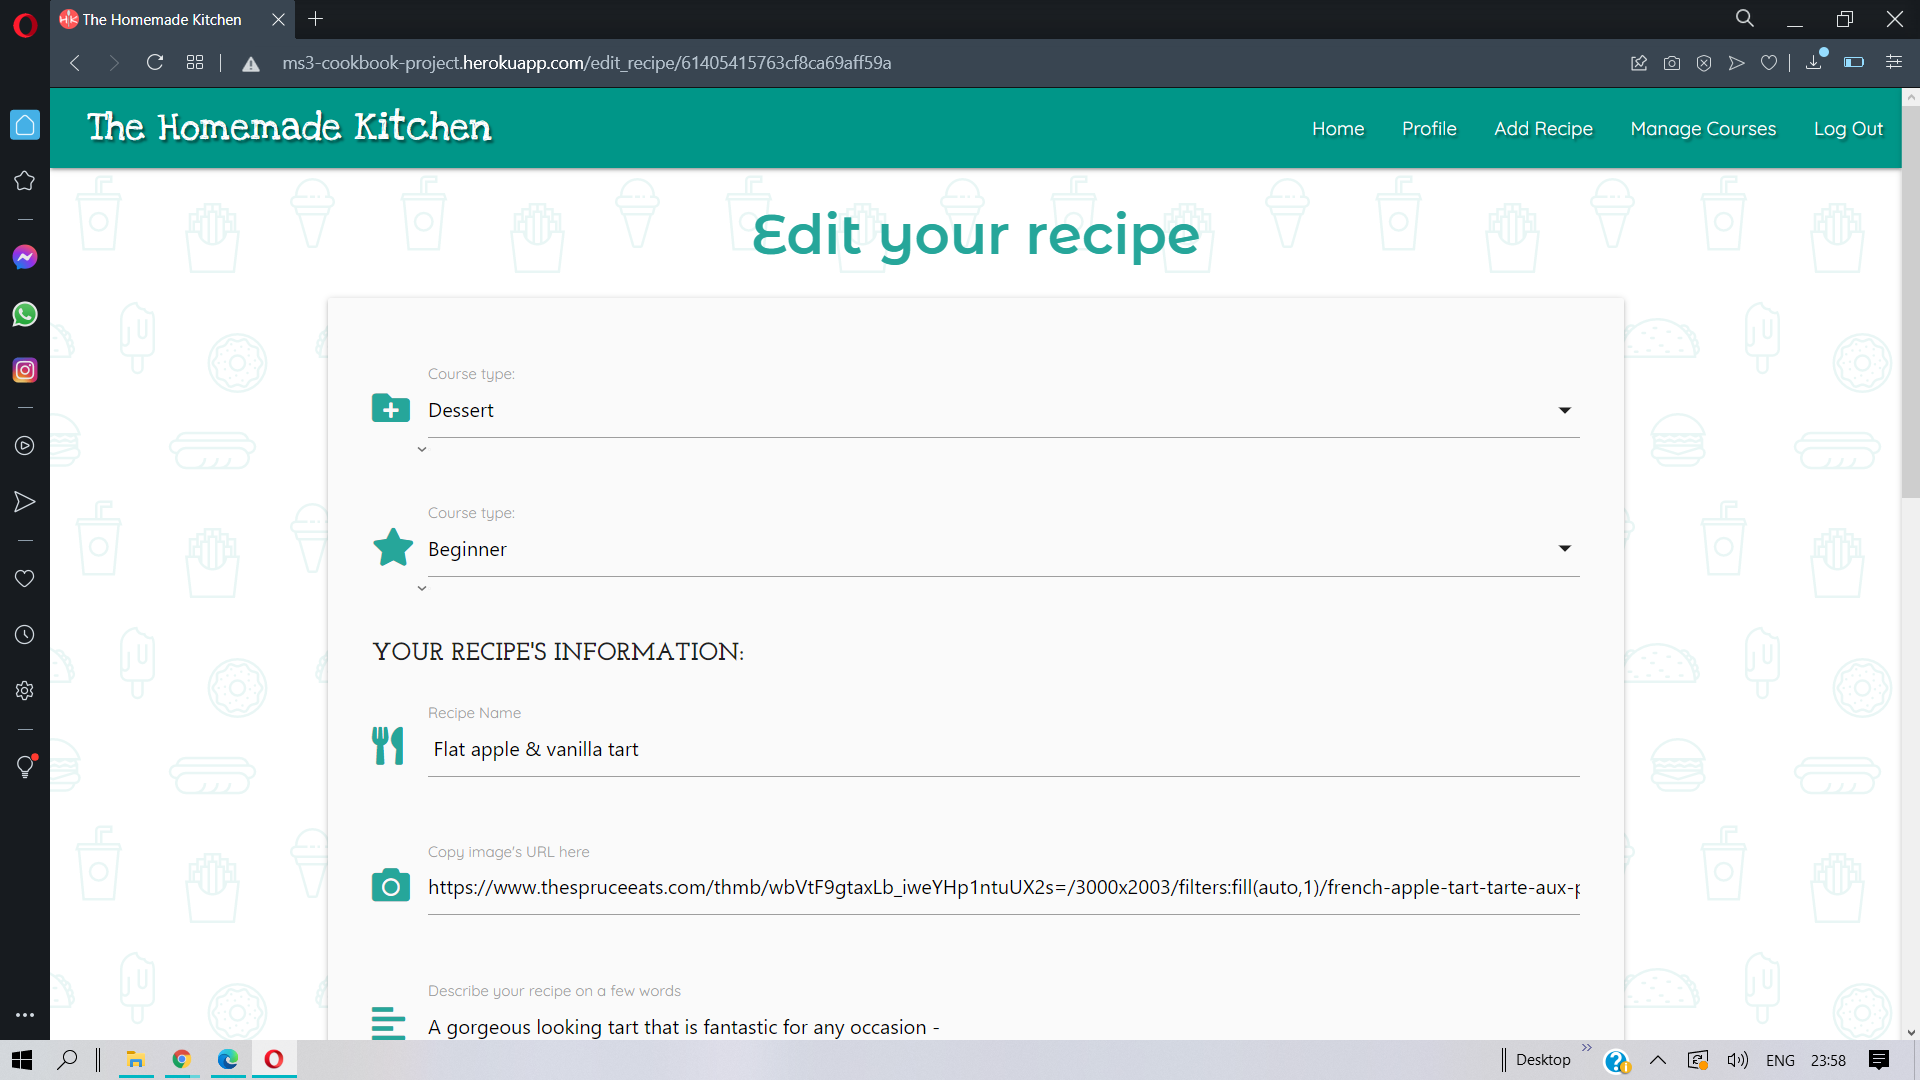 The Homemade Kitchen
ms3-cookbook-project.herokuapp.com/edit_recipe/61405415763cf8ca69aff59a
The Homemade Kitchen
Home Profile Add Recipe Manage Courses Log Out
Edit your recipe
Course type:
Dessert
Course type:
Beginner
YOUR RECIPE'S INFORMATION:
Recipe Name
Flat apple & vanilla tart
Copy image's URL here
https://www.thespruceeats.com/thmb/wbVtF9gtaxLb_iweYHp1ntuUX2s=/3000x2003/filters:fill(auto,1)/french-apple-tart-tarte-aux-p
Describe your recipe on a few words
A gorgeous looking tart that is fantastic for any occasion -
Desktop ENG 23:58